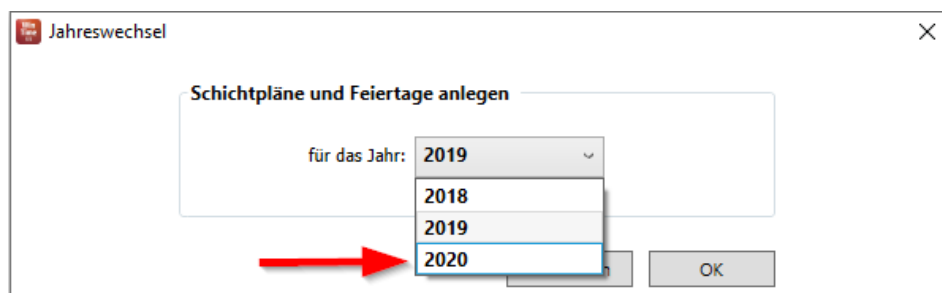 Jahreswechsel
Schichtpläne und Feiertage anlegen
für das Jahr: 2019
2018
2019
2020
OK